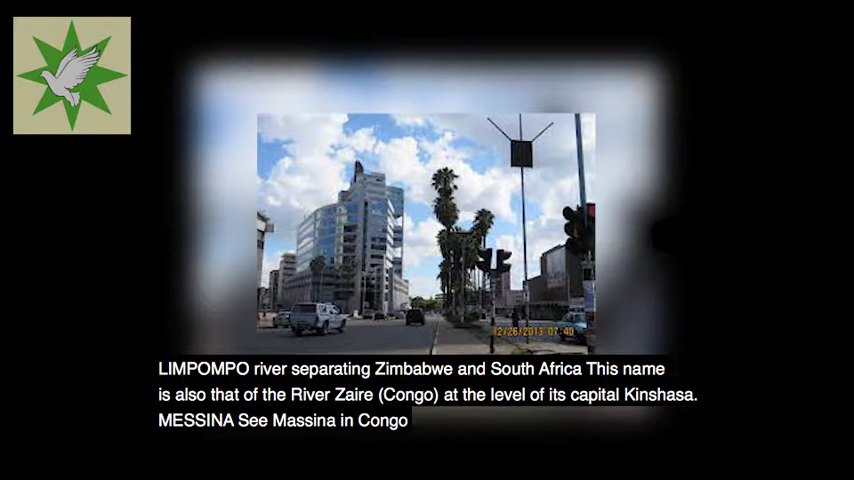 12/26/2013 07:40
LIMPOMPO river separating Zimbabwe and South Africa This name
is also that of the River Zaire (Congo) at the level of its capital Kinshasa.
MESSINA See Massina in Congo